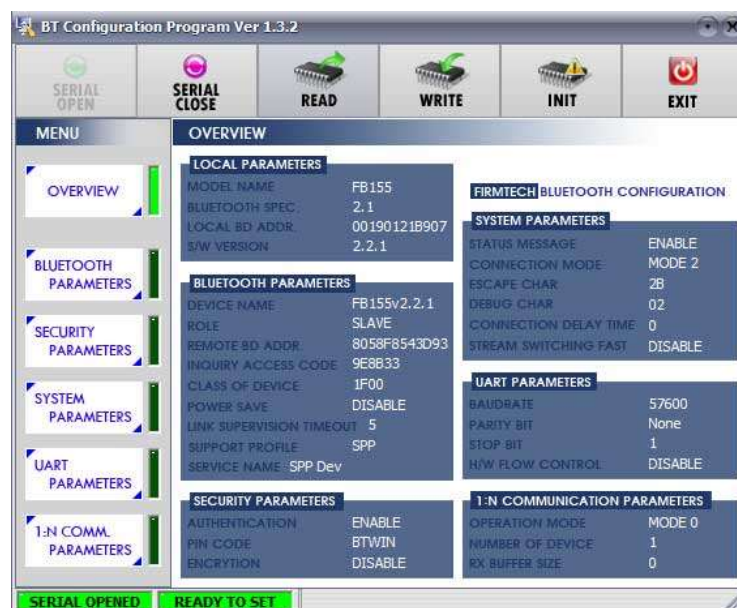 BT Configuration Program Ver 1.3.2
SERIAL OPEN
SERIAL CLOSE
READ
WRITE
INIT
EXIT
MENU
OVERVIEW
BLUETOOTH PARAMETERS
SECURITY PARAMETERS
SYSTEM PARAMETERS
UART PARAMETERS
1:N COMM. PARAMETERS
OVERVIEW
LOCAL PARAMETERS
MODEL NAME FB155
BLUETOOTH SPEC. 2.1
LOCAL BD ADDR. 00190121B907
S/W VERSION 2.2.1
BLUETOOTH PARAMETERS
DEVICE NAME FB155v2.2.1
ROLE SLAVE
REMOTE BD ADDR. 8058F8543D93
INQUIRY ACCESS CODE 9E8B33
CLASS OF DEVICE 1F00
POWER SAVE DISABLE
LINK SUPERVISION TIMEOUT 5
SUPPORT PROFILE SPP
SERVICE NAME SPP Dev
SECURITY PARAMETERS
AUTHENTICATION ENABLE
PIN CODE BTWIN
ENCRYTION DISABLE
FIRMTECH BLUETOOTH CONFIGURATION
SYSTEM PARAMETERS
STATUS MESSAGE ENABLE
CONNECTION MODE MODE 2
ESCAPE CHAR 2B
DEBUG CHAR 02
CONNECTION DELAY TIME 0
STREAM SWITCHING FAST DISABLE
UART PARAMETERS
BAUDRATE 57600
PARITY BIT None
STOP BIT 1
H/W FLOW CONTROL DISABLE
1:N COMMUNICATION PARAMETERS
OPERATION MODE MODE 0
NUMBER OF DEVICE 1
RX BUFFER SIZE 0
SERIAL OPENED
READY TO SET